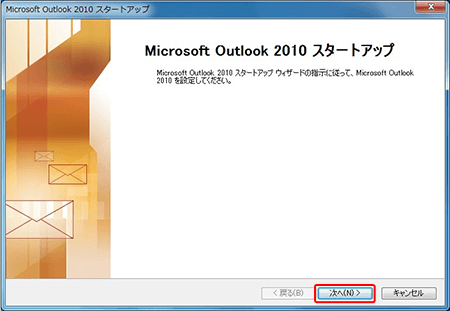 Microsoft Outlook 2010 スタートアップ
Microsoft Outlook 2010 スタートアップ
Microsoft Outlook 2010 スタートアップ ウィザードの指示に従って、Microsoft Outlook
2010 を設定してください。
< 戻る(B)
次へ(N) >
キャンセル